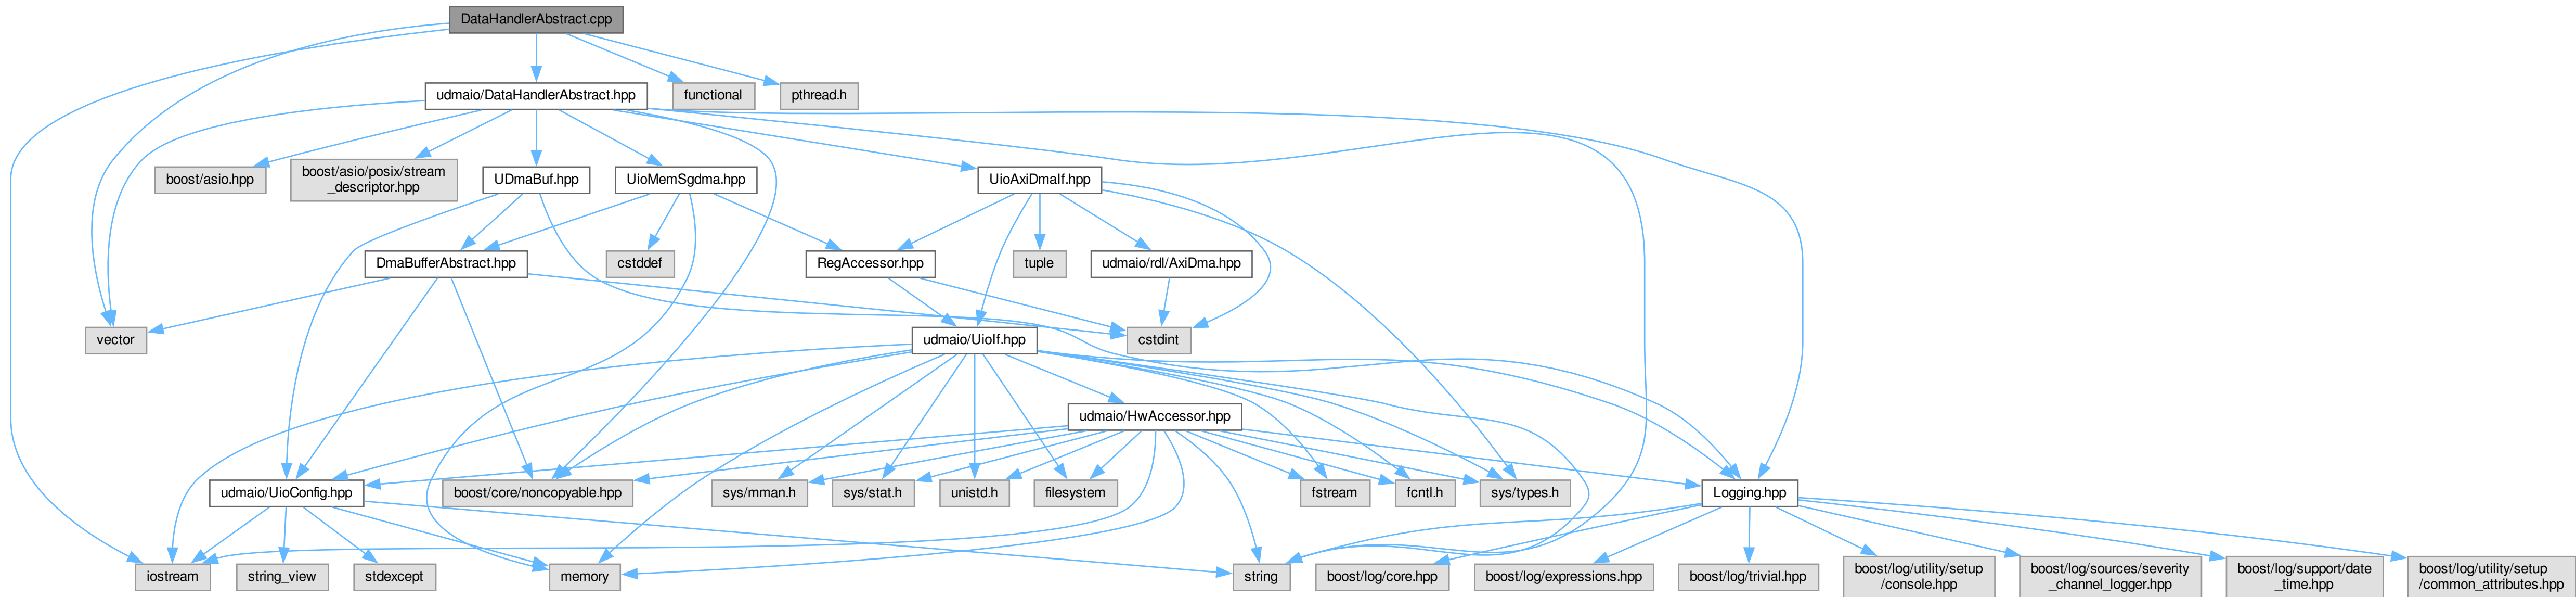 DataHandlerAbstract.cpp
udmaio/DataHandlerAbstract.hpp
functional
pthread.h
boost/asio.hpp
boost/asio/posix/stream
_descriptor.hpp
UDmaBuf.hpp
UioMemSgdma.hpp
UioAxiDmaIf.hpp
DmaBufferAbstract.hpp
cstddef
RegAccessor.hpp
tuple
udmaio/rdl/AxiDma.hpp
vector
udmaio/UioIf.hpp
cstdint
udmaio/HwAccessor.hpp
udmaio/UioConfig.hpp
boost/core/noncopyable.hpp
sys/mman.h
sys/stat.h
unistd.h
filesystem
fstream
fcntl.h
sys/types.h
Logging.hpp
iostream
string_view
stdexcept
memory
string
boost/log/core.hpp
boost/log/expressions.hpp
boost/log/trivial.hpp
boost/log/utility/setup
/console.hpp
boost/log/sources/severity
_channel_logger.hpp
boost/log/support/date
_time.hpp
boost/log/utility/setup
/common_attributes.hpp